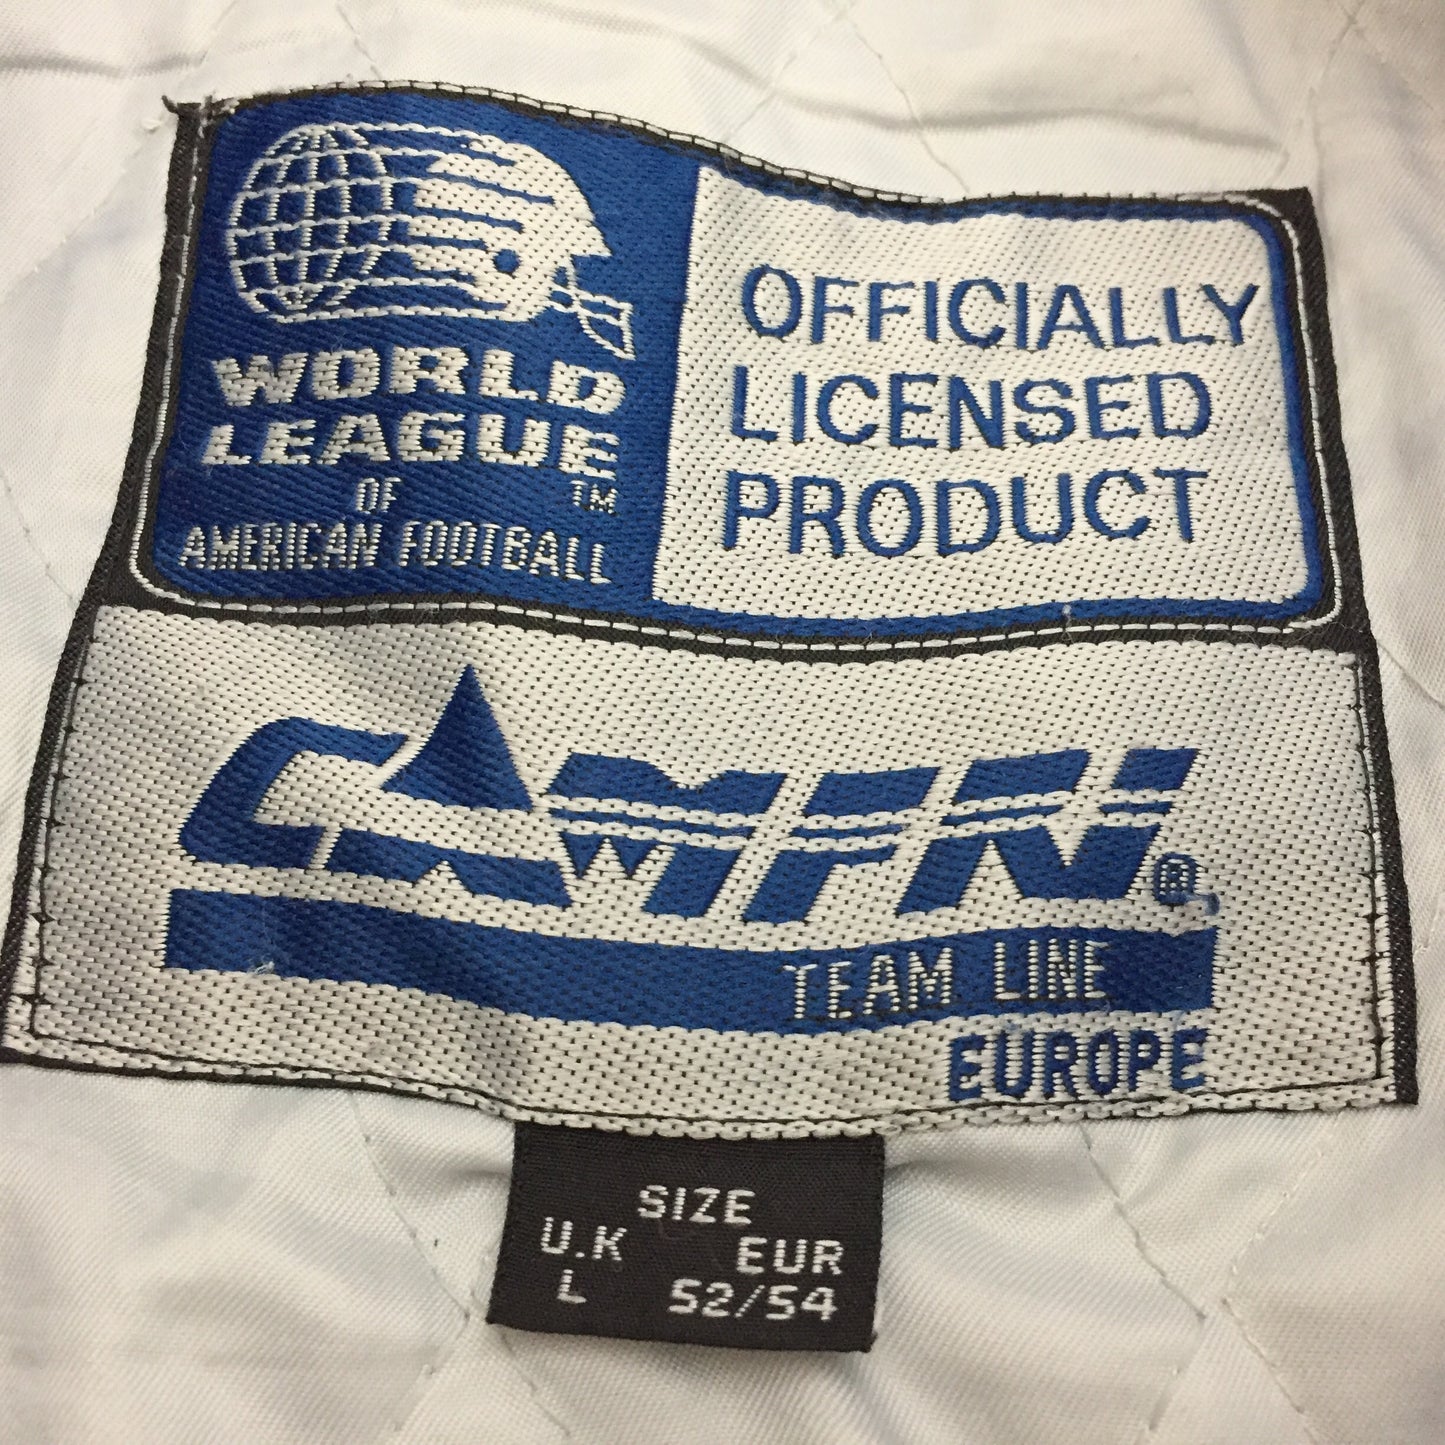 WORLD
LEAGUE
OF ™
AMERICAN FOOTBALL
OFFICIALLY
LICENSED
PRODUCT
CAMPRI®
TEAM LINE
EUROPE
SIZE
U.K EUR
L 52/54